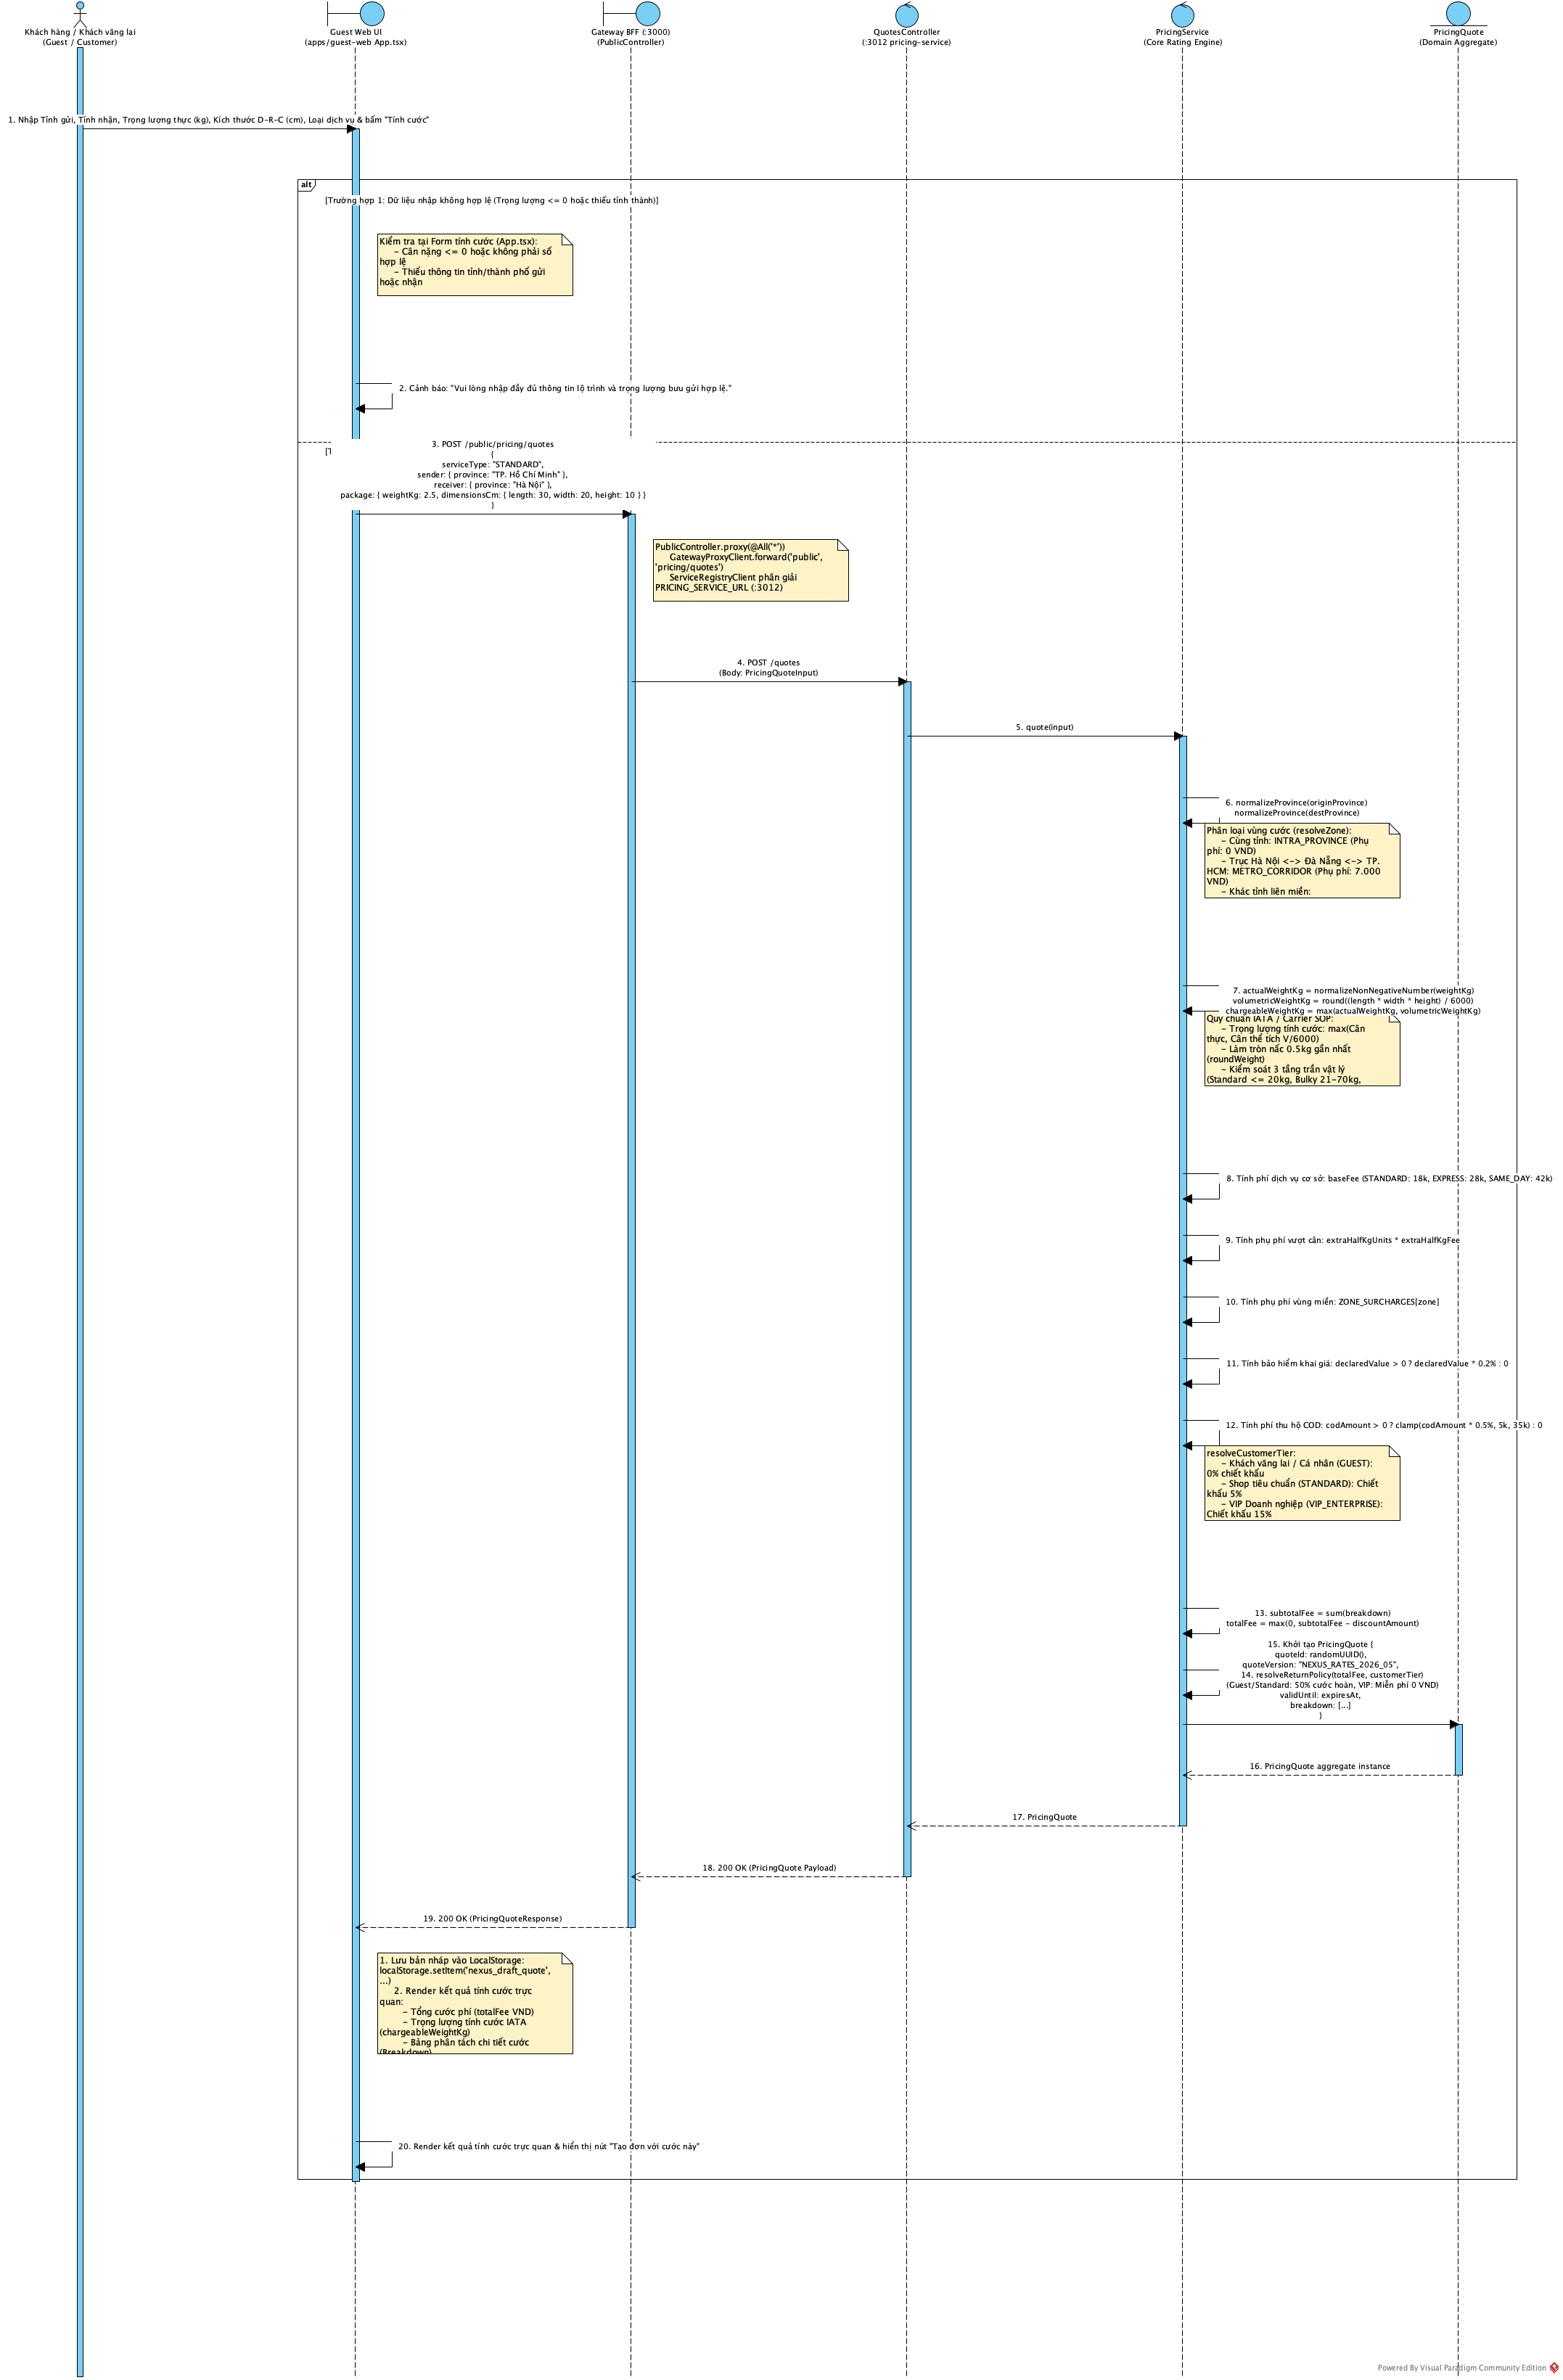 Khách hàng / Khách vãng lai
(Guest / Customer)
Guest Web UI
(apps/guest-web App.tsx)
Gateway BFF (:3000)
(PublicController)
QuotesController
(:3012 pricing-service)
PricingService
(Core Rating Engine)
PricingQuote
(Domain Aggregate)
1. Nhập Tỉnh gửi, Tỉnh nhận, Trọng lượng thực (kg), Kích thước D-R-C (cm), Loại dịch vụ & bấm "Tính cước"
alt
[Trường hợp 1: Dữ liệu nhập không hợp lệ (Trọng lượng <= 0 hoặc thiếu tỉnh thành)]
Kiểm tra tại Form tính cước (App.tsx):
- Cân nặng <= 0 hoặc không phải số
hợp lệ
- Thiếu thông tin tỉnh/thành phố gửi
hoặc nhận
2. Cảnh báo: "Vui lòng nhập đầy đủ thông tin lộ trình và trọng lượng bưu gửi hợp lệ."
3. POST /public/pricing/quotes
{
serviceType: "STANDARD",
sender: { province: "TP. Hồ Chí Minh" },
receiver: { province: "Hà Nội" },
package: { weightKg: 2.5, dimensionsCm: { length: 30, width: 20, height: 10 } }
}
PublicController.proxy(@All('*'))
GatewayProxyClient.forward('public',
'pricing/quotes')
ServiceRegistryClient phân giải
PRICING_SERVICE_URL (:3012)
4. POST /quotes
(Body: PricingQuoteInput)
5. quote(input)
6. normalizeProvince(originProvince)
normalizeProvince(destProvince)
Phân loại vùng cước (resolveZone):
- Cùng tỉnh: INTRA_PROVINCE (Phụ
phí: 0 VND)
- Trục Hà Nội <-> Đà Nẵng <-> TP.
HCM: METRO_CORRIDOR (Phụ phí: 7.000
VND)
- Khác tỉnh liên miền:
7. actualWeightKg = normalizeNonNegativeNumber(weightKg)
volumetricWeightKg = round((length * width * height) / 6000)
chargeableWeightKg = max(actualWeightKg, volumetricWeightKg)
Quy chuẩn IATA / Carrier SOP:
- Trọng lượng tính cước: max(Cân
thực, Cân thể tích V/6000)
- Làm tròn nấc 0.5kg gần nhất
(roundWeight)
- Kiểm soát 3 tầng trần vật lý
(Standard <= 20kg, Bulky 21-70kg,
8. Tính phí dịch vụ cơ sở: baseFee (STANDARD: 18k, EXPRESS: 28k, SAME_DAY: 42k)
9. Tính phụ phí vượt cân: extraHalfKgUnits * extraHalfKgFee
10. Tính phụ phí vùng miền: ZONE_SURCHARGES[zone]
11. Tính bảo hiểm khai giá: declaredValue > 0 ? declaredValue * 0.2% : 0
12. Tính phí thu hộ COD: codAmount > 0 ? clamp(codAmount * 0.5%, 5k, 35k) : 0
resolveCustomerTier:
- Khách vãng lai / Cá nhân (GUEST):
0% chiết khấu
- Shop tiêu chuẩn (STANDARD): Chiết
khấu 5%
- VIP Doanh nghiệp (VIP_ENTERPRISE):
Chiết khấu 15%
13. subtotalFee = sum(breakdown)
totalFee = max(0, subtotalFee - discountAmount)
15. Khởi tạo PricingQuote {
quoteId: randomUUID(),
quoteVersion: "NEXUS_RATES_2026_05",
14. resolveReturnPolicy(totalFee, customerTier)
(Guest/Standard: 50% cước hoàn, VIP: Miễn phí 0 VND)
validUntil: expiresAt,
breakdown: [...]
}
16. PricingQuote aggregate instance
17. PricingQuote
18. 200 OK (PricingQuote Payload)
19. 200 OK (PricingQuoteResponse)
1. Lưu bản nháp vào LocalStorage:
localStorage.setItem('nexus_draft_quote',
...)
2. Render kết quả tính cước trực
quan:
- Tổng cước phí (totalFee VND)
- Trọng lượng tính cước IATA
(chargeableWeightKg)
- Bảng phân tách chi tiết cước
(Breakdown)
20. Render kết quả tính cước trực quan & hiển thị nút "Tạo đơn với cước này"
Powered By Visual Paradigm Community Edition